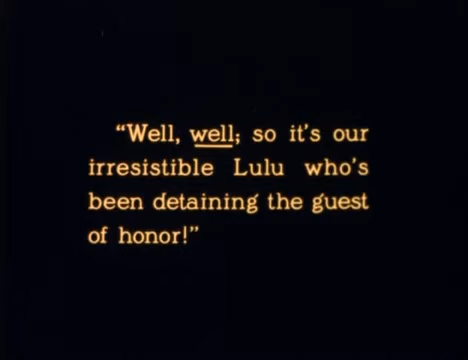 “Well, well; so it's our
irresistible Lulu who's
been detaining the guest
of honor!”